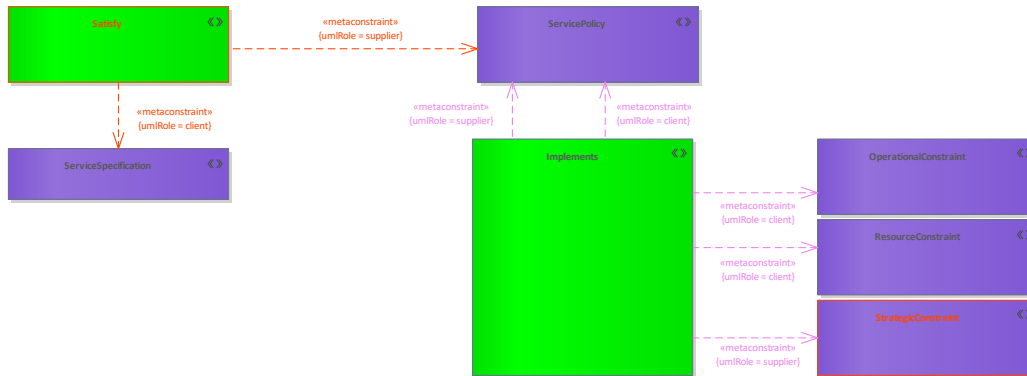 Satisfy
«metaconstraint»
{umlRole = supplier}
ServicePolicy
«metaconstraint»
{umlRole = client}
«metaconstraint»
{umlRole = supplier}
«metaconstraint»
{umlRole = client}
ServiceSpecification
Implements
OperationalConstraint
«metaconstraint»
{umlRole = client}
ResourceConstraint
«metaconstraint»
{umlRole = client}
StrategicConstraint
«metaconstraint»
{umlRole = supplier}